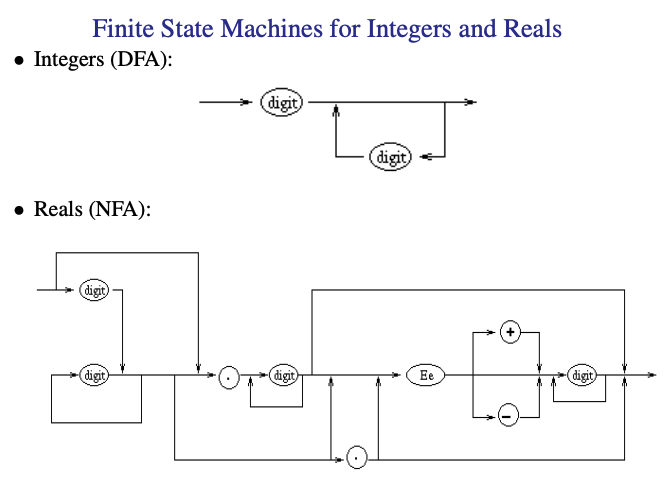 Finite State Machines for Integers and Reals
• Integers (DFA):
digit
digit
• Reals (NFA):
digit
+
digit
.
digit
Ee
digit
−
.